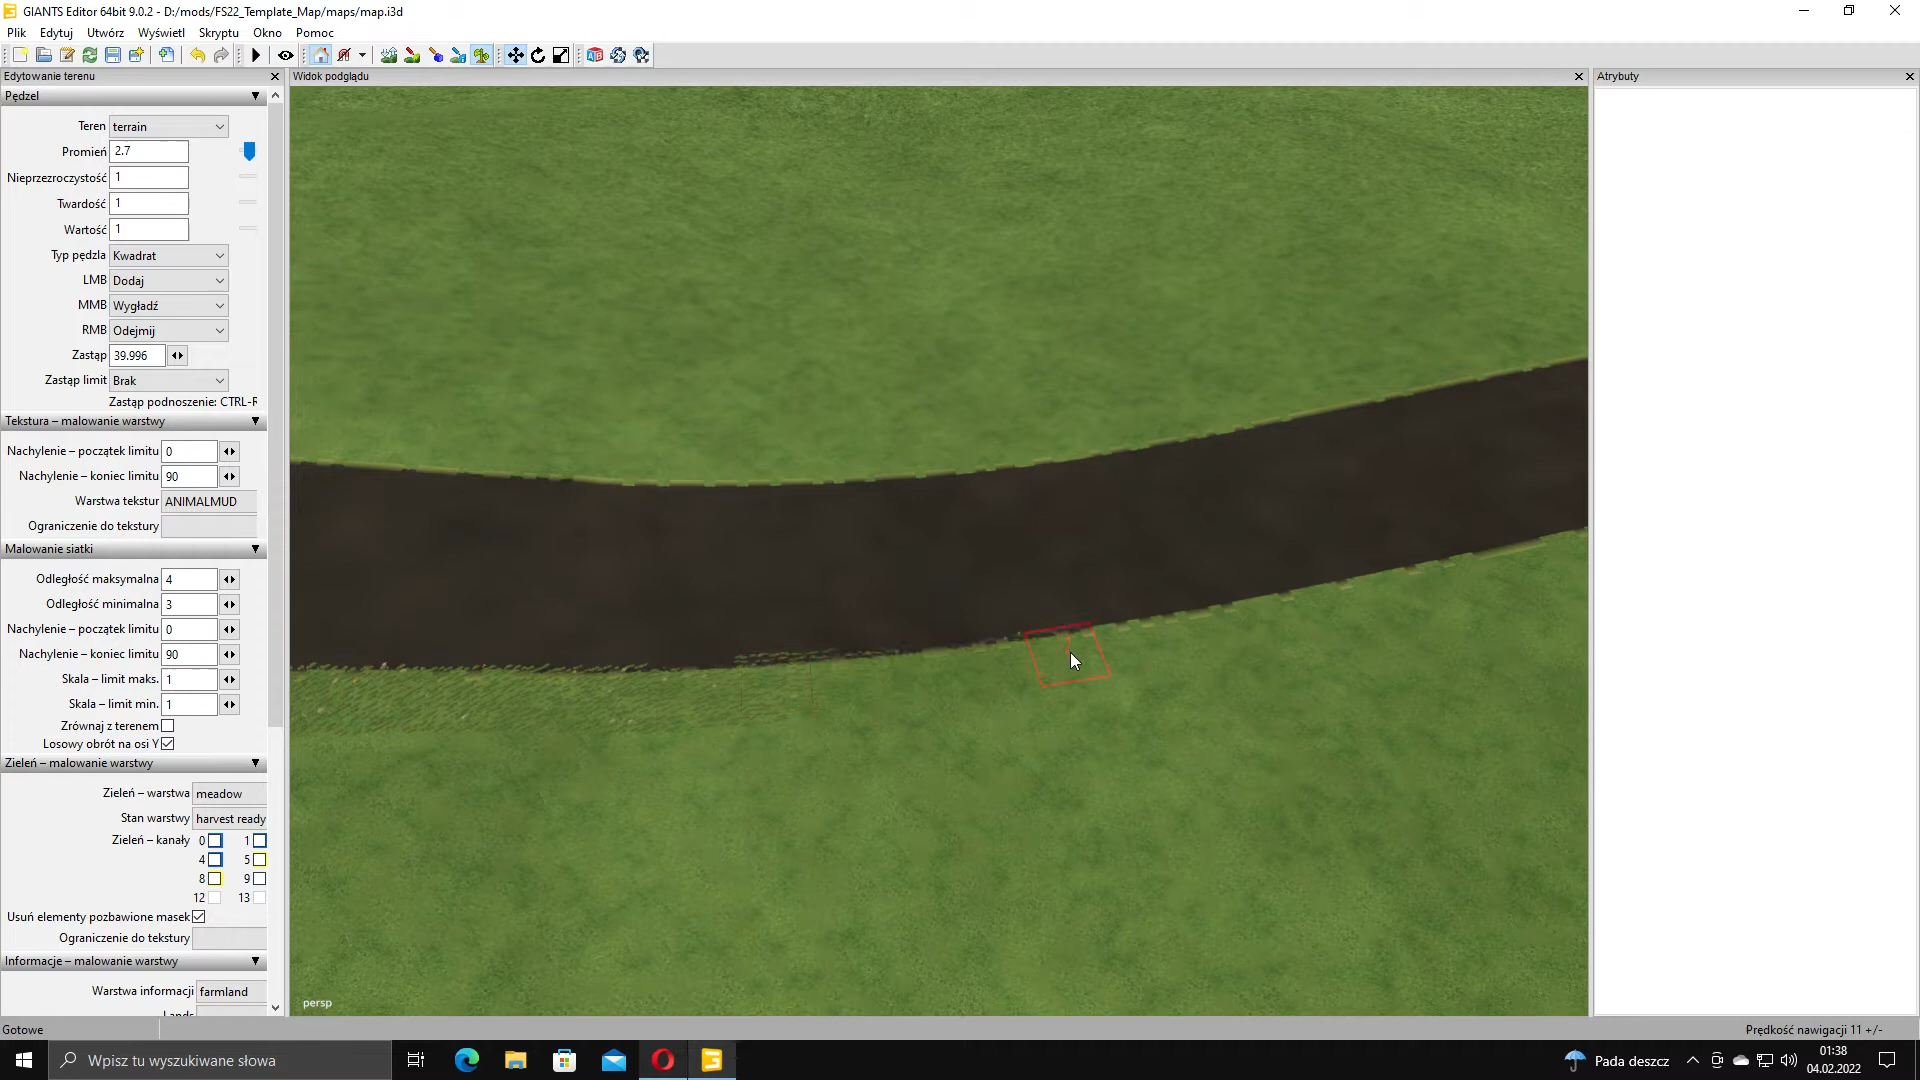 GIANTS Editor 64bit 9.0.2 - D:/mods/FS22_Template_Map/maps/map.i3d
Plik Edytuj Utwórz Wyświetl Skryptu Okno Pomoc
Edytowanie terenu
Widok podglądu
Atrybuty
Pędzel
Teren terrain
Promień 2.7
Nieprzezroczystość 1
Twardość 1
Wartość 1
Typ pędzla Kwadrat
LMB Dodaj
MMB Wygładź
RMB Odejmij
Zastąp 39.996
Zastąp limit Brak
Zastąp podnoszenie: CTRL-R
Tekstura – malowanie warstwy
Nachylenie – początek limitu 0
Nachylenie – koniec limitu 90
Warstwa tekstur ANIMALMUD
Ograniczenie do tekstury
Malowanie siatki
Odległość maksymalna 4
Odległość minimalna 3
Nachylenie – początek limitu 0
Nachylenie – koniec limitu 90
Skala – limit maks. 1
Skala – limit min. 1
Zrównaj z terenem
Losowy obrót na osi Y
Zieleń – malowanie warstwy
Zieleń – warstwa meadow
Stan warstwy harvest ready
Zieleń – kanały 0 1
4 5
8 9
12 13
Usuń elementy pozbawione masek
Ograniczenie do tekstury
Informacje – malowanie warstwy
Warstwa informacji farmland
persp
Gotowe
Prędkość nawigacji 11 +/-
Wpisz tu wyszukiwane słowa
Pada deszcz
01:38
04.02.2022